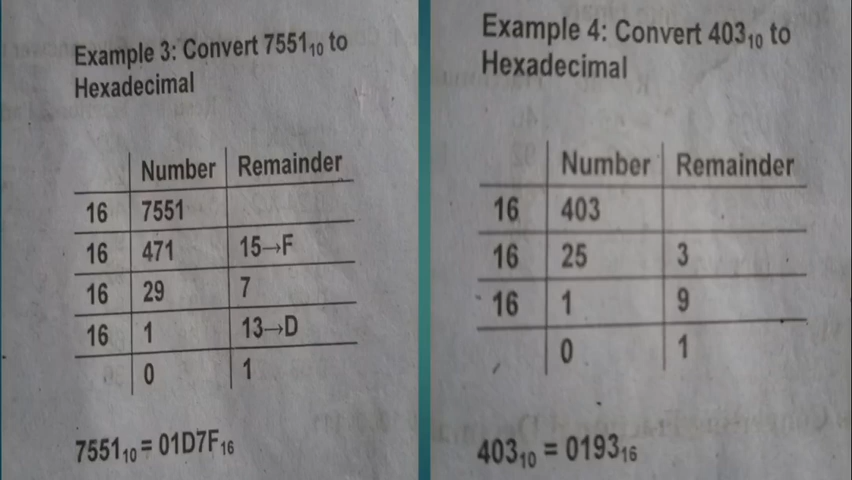 Example 3: Convert 7551₁₀ to
Hexadecimal
Number Remainder
16 7551
16 471 15→F
16 29 7
16 1 13→D
0 1
7551₁₀ = 01D7F₁₆
Example 4: Convert 403₁₀ to
Hexadecimal
Number Remainder
16 403
16 25 3
16 1 9
0 1
403₁₀ = 0193₁₆